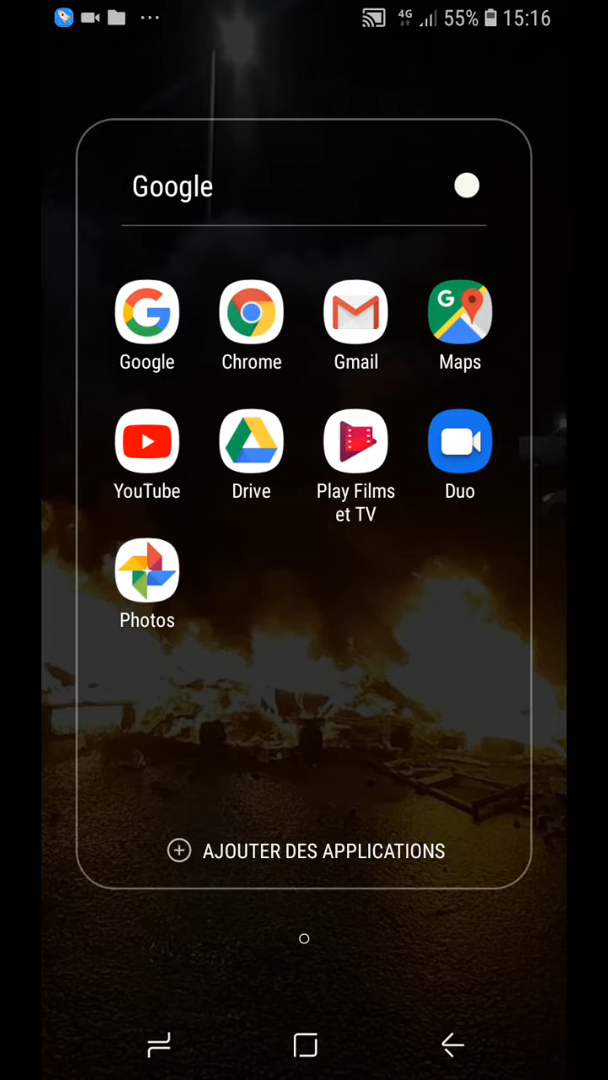 4G 55% 15:16
Google
Google Chrome Gmail Maps
YouTube Drive Play Films et TV Duo
Photos
AJOUTER DES APPLICATIONS